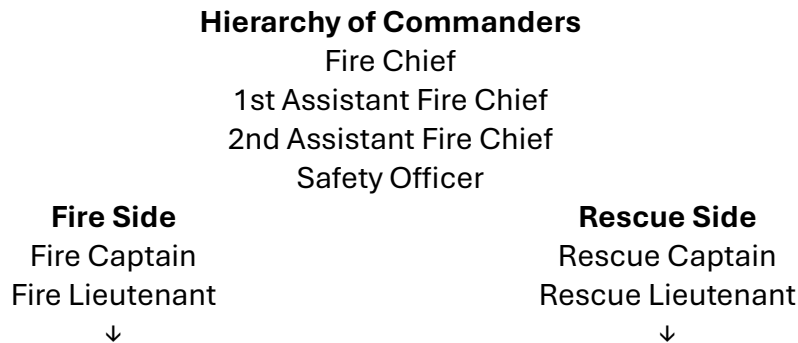 Hierarchy of Commanders
Fire Chief
1st Assistant Fire Chief
2nd Assistant Fire Chief
Safety Officer
Fire Side
Fire Captain
Fire Lieutenant
↓
Rescue Side
Rescue Captain
Rescue Lieutenant
↓